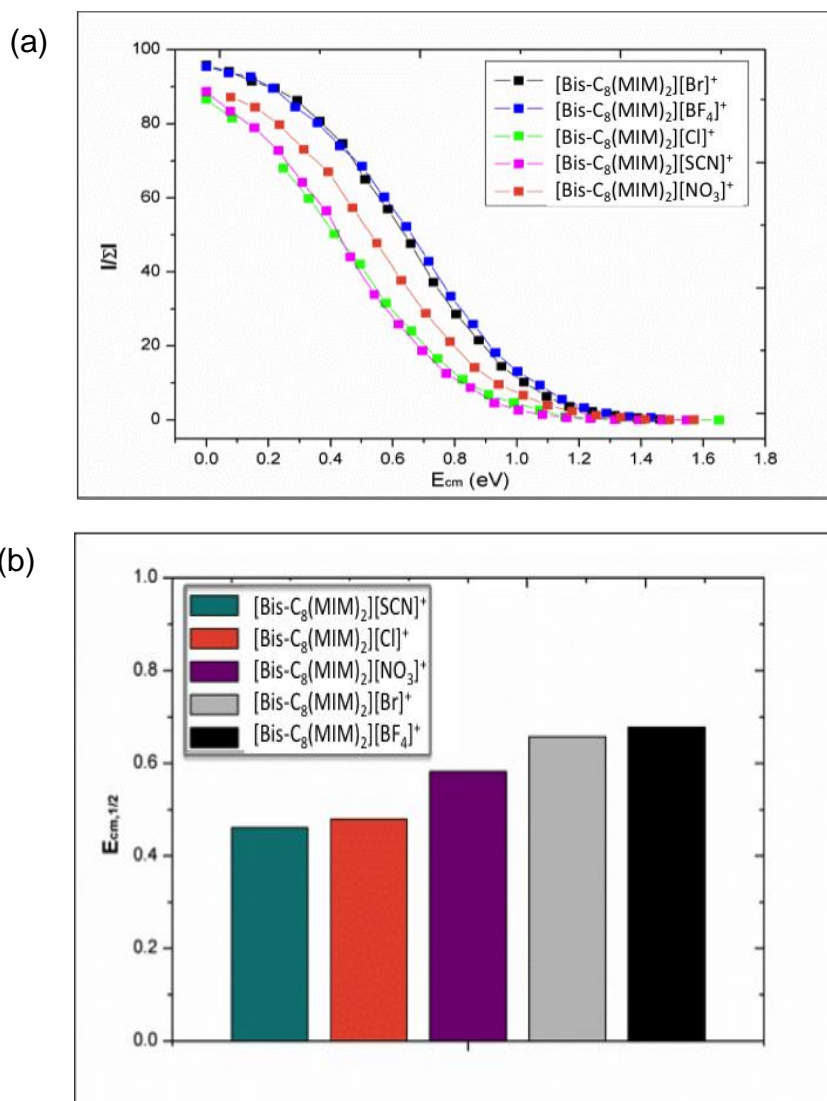 (a)
100
80
60
40
20
0
I/ΣI
[Bis-C₈(MIM)₂][Br]⁺
[Bis-C₈(MIM)₂][BF₄]⁺
[Bis-C₈(MIM)₂][Cl]⁺
[Bis-C₈(MIM)₂][SCN]⁺
[Bis-C₈(MIM)₂][NO₃]⁺
0.0 0.2 0.4 0.6 0.8 1.0 1.2 1.4 1.6 1.8
E_cm (eV)
(b)
1.0
0.8
0.6
0.4
0.2
0.0
E_cm,1/2
[Bis-C₈(MIM)₂][SCN]⁺
[Bis-C₈(MIM)₂][Cl]⁺
[Bis-C₈(MIM)₂][NO₃]⁺
[Bis-C₈(MIM)₂][Br]⁺
[Bis-C₈(MIM)₂][BF₄]⁺